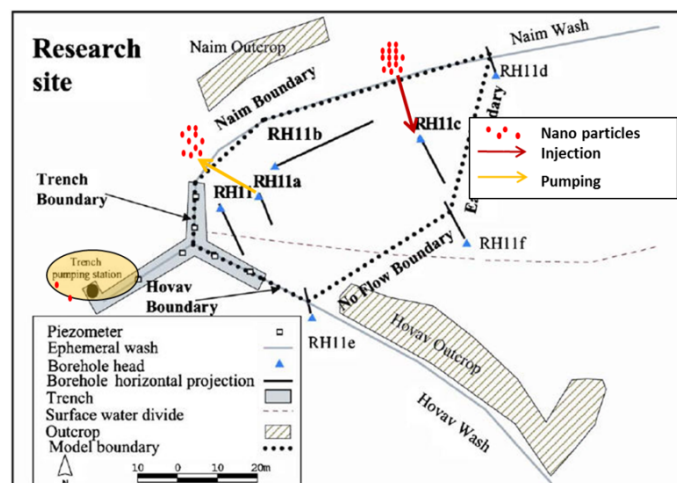 Research
site
Naim Outcrop
Naim Wash
RH11d
Naim Boundary
RH11b
RH11c
Nano particles
Injection
Pumping
RH11
RH11a
Trench
Boundary
RH11f
No Flow Boundary
Trench
pumping station
Hovav
Boundary
RH11e
Hovav Outcrop
Hovav Wash
Piezometer
Ephemeral wash
Borehole head
Borehole horizontal projection
Trench
Surface water divide
Outcrop
Model boundary
N
10 0 10 20m